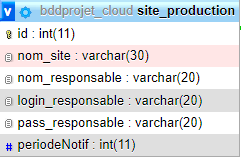 v bddprojet_cloud site_production
id : int(11)
nom_site : varchar(30)
nom_responsable : varchar(20)
login_responsable : varchar(20)
pass_responsable : varchar(20)
# periodeNotif : int(11)